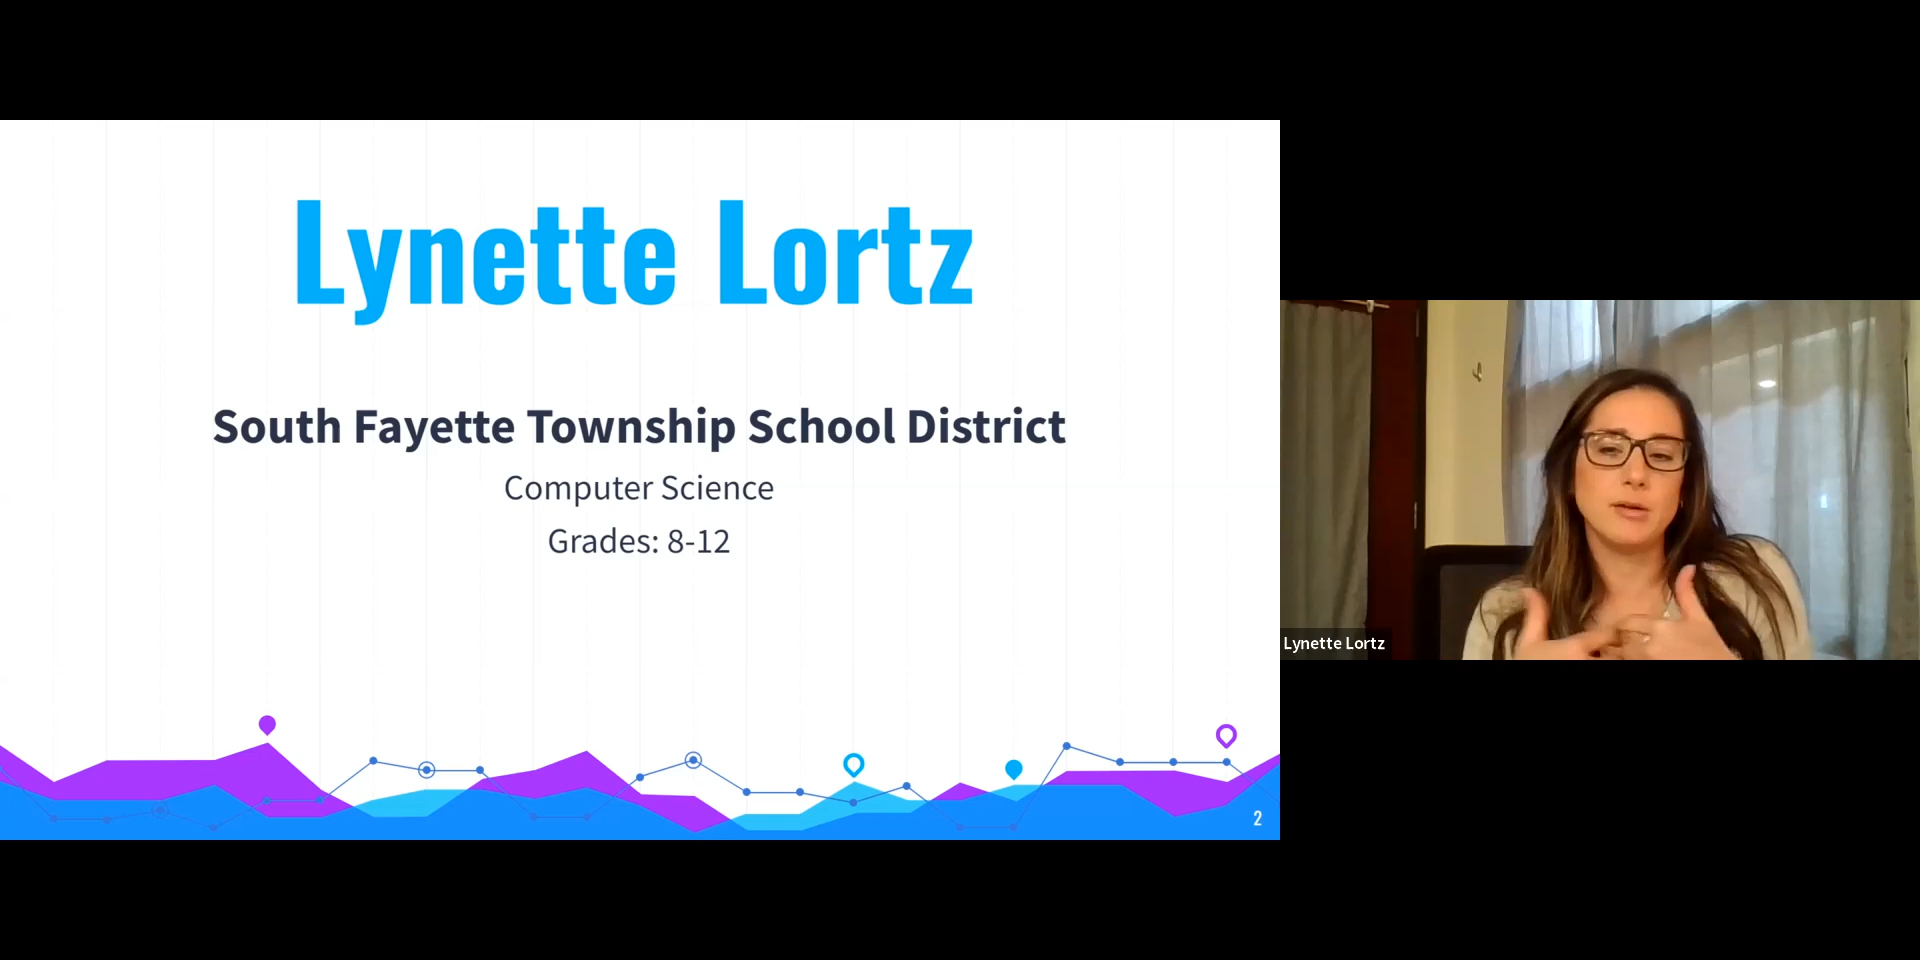 Lynette Lortz
South Fayette Township School District
Computer Science
Grades: 8-12
2
Lynette Lortz